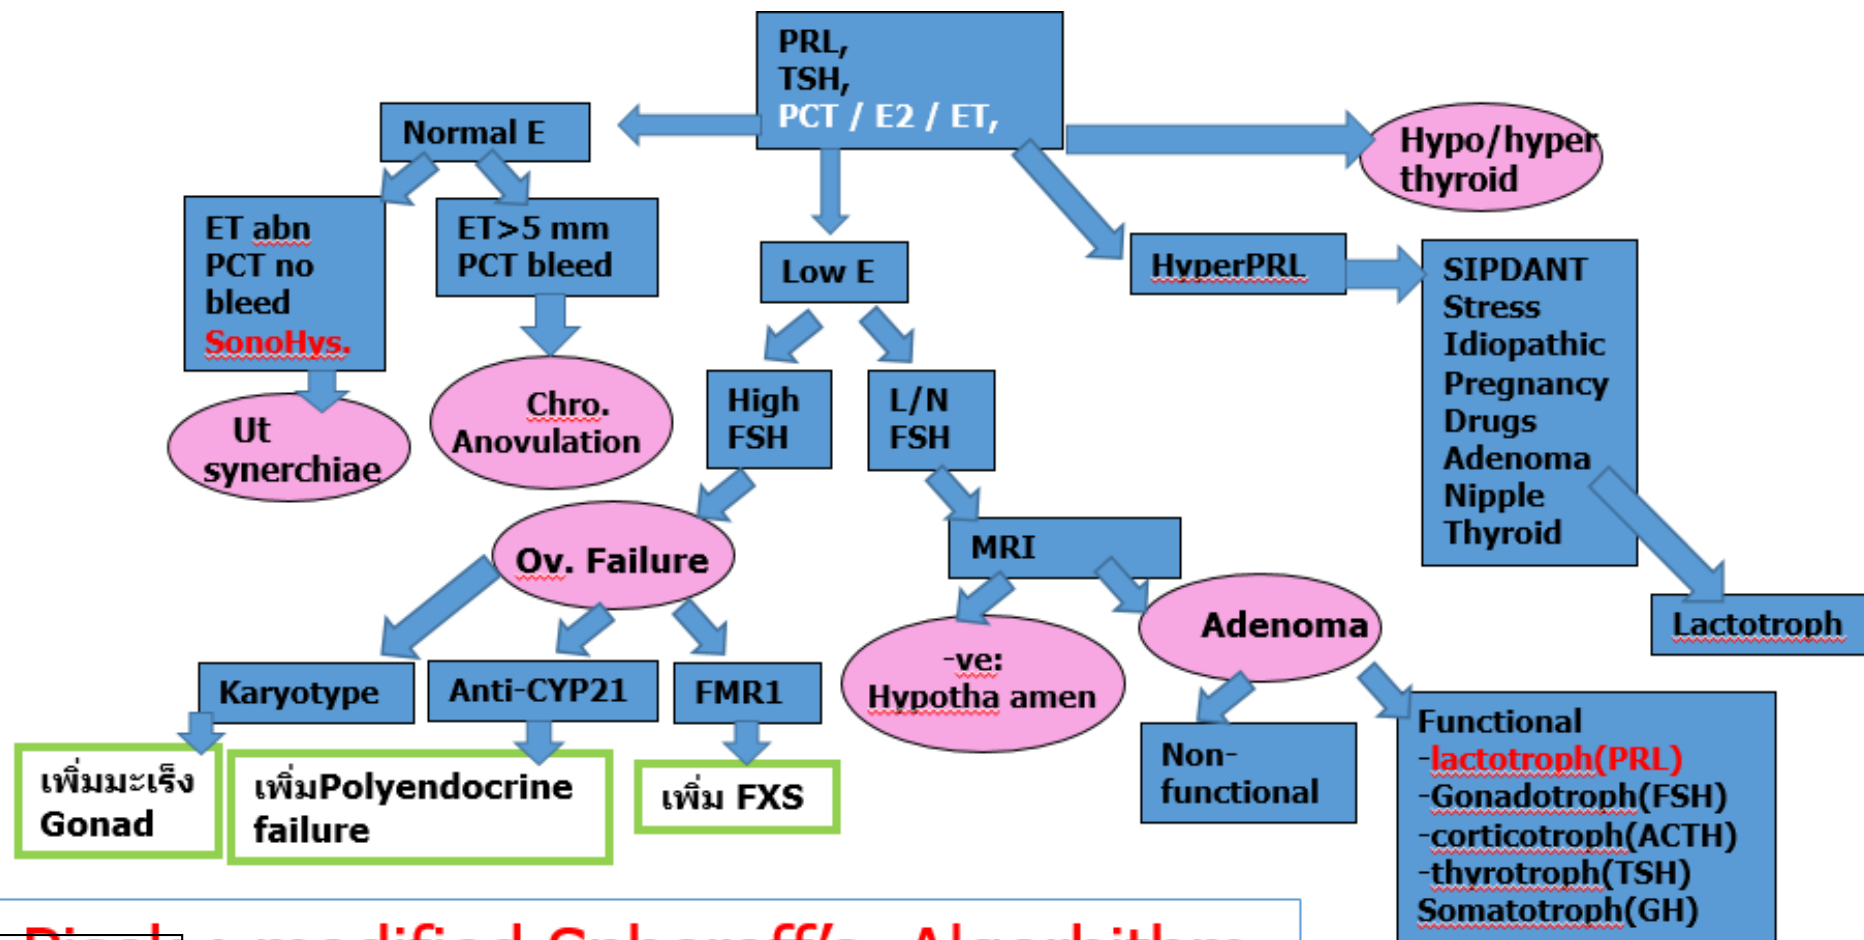 PRL,
TSH,
PCT / E2 / ET,
Normal E
Hypo/hyper
thyroid
ET abn
PCT no
bleed
SonoHys.
ET>5 mm
PCT bleed
Low E
HyperPRL
SIPDANT
Stress
Idiopathic
Pregnancy
Drugs
Adenoma
Nipple
Thyroid
Ut
synerchiae
Chro.
Anovulation
High
FSH
L/N
FSH
Ov. Failure
MRI
Adenoma
Lactotroph
-ve:
Hypotha amen
Karyotype
Anti-CYP21
FMR1
Non-
functional
Functional
-lactotroph(PRL)
-Gonadotroph(FSH)
-corticotroph(ACTH)
-thyrotroph(TSH)
Somatotroph(GH)
เพิ่มมะเร็ง
Gonad
เพิ่มPolyendocrine
failure
เพิ่ม FXS
modified